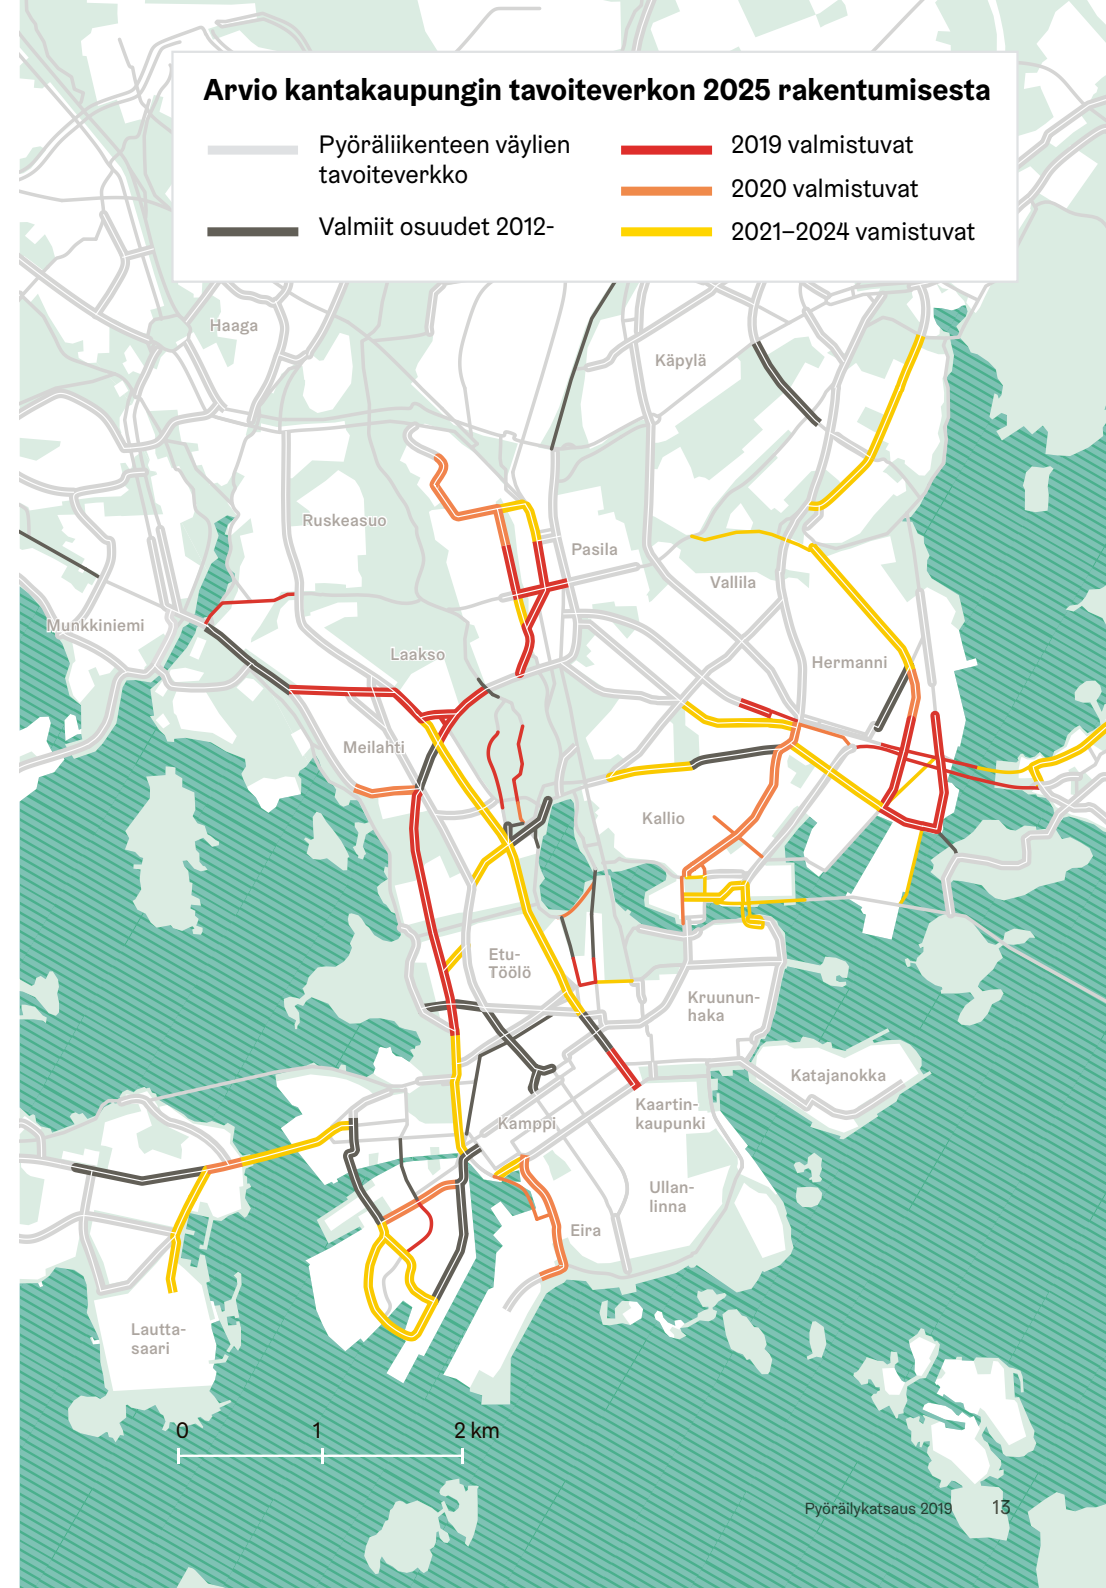 Arvio kantakaupungin tavoiteverkon 2025 rakentumisesta
Pyöräliikenteen väylien
tavoiteverkko
Valmiit osuudet 2012-
2019 valmistuvat
2020 valmistuvat
2021–2024 vamistuvat
Haaga
Käpylä
Ruskeasuo
Pasila
Vallila
Munkkiniemi
Laakso
Hermanni
Meilahti
Kallio
Etu-
Töölö
Kruunun-
haka
Katajanokka
Kaartin-
kaupunki
Kamppi
Ullan-
linna
Eira
Lautta-
saari
0 1 2 km
Pyöräilykatsaus 2019 13